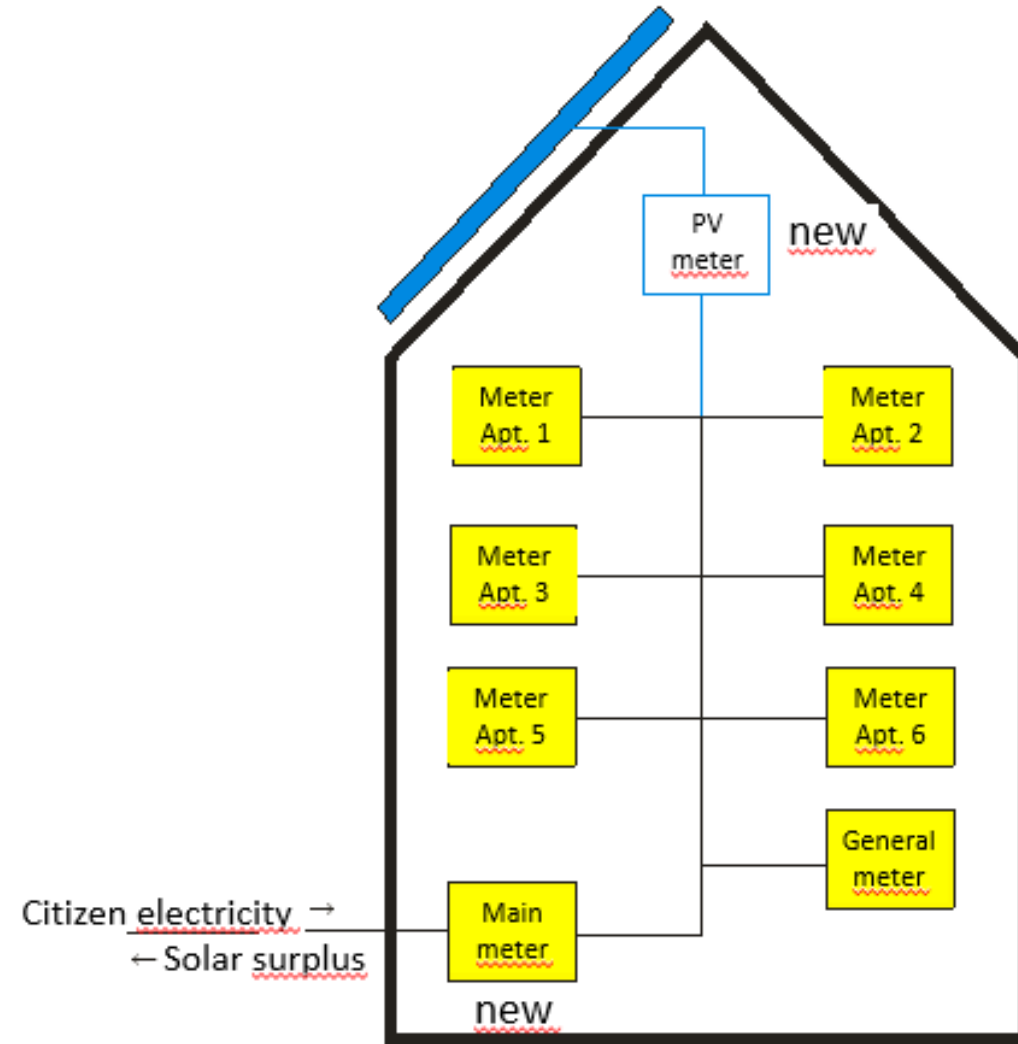 PV
meter
new
Meter
Apt. 1
Meter
Apt. 2
Meter
Apt. 3
Meter
Apt. 4
Meter
Apt. 5
Meter
Apt. 6
General
meter
Citizen electricity →
← Solar surplus
Main
meter
new